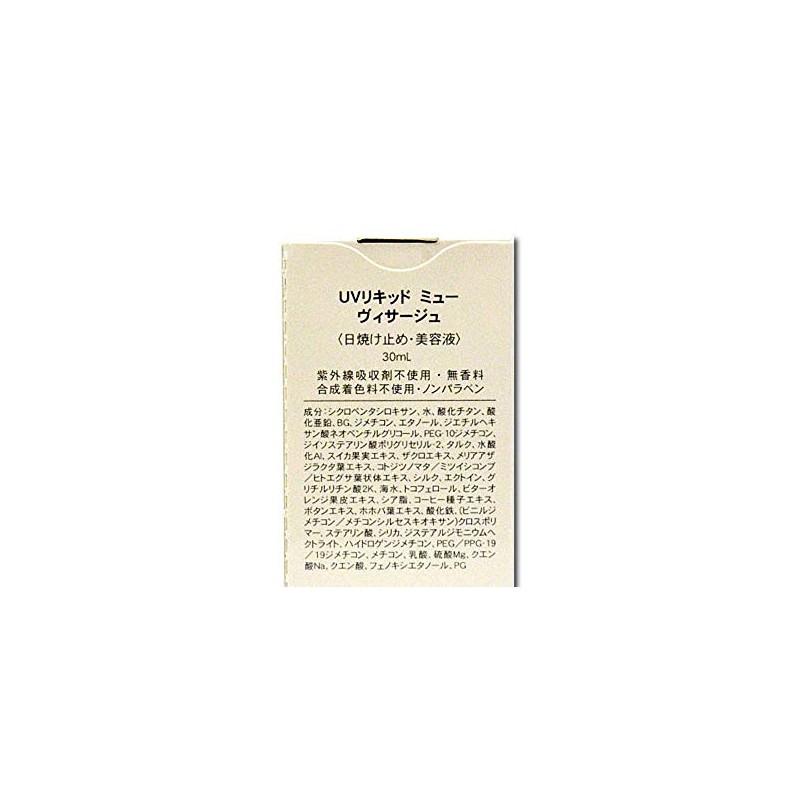 UVリキッド ミュー
ヴィサージュ
〈日焼け止め・美容液〉
30mL
紫外線吸収剤不使用・無香料
合成着色料不使用・ノンパラベン
成分：シクロペンタシロキサン、水、酸化チタン、酸
化亜鉛、BG、ジメチコン、エタノール、ジエチルヘキ
サン酸ネオペンチルグリコール、PEG-10ジメチコン、
ジイソステアリン酸ポリグリセリル-2、タルク、水酸
化Al、スイカ果実エキス、ザクロエキス、メリアアザ
ジラクタ葉エキス、コトジツノマタ／ミツイシコンブ
／ヒトエグサ葉状体エキス、シルク、エクトイン、グ
リチルリチン酸2K、海水、トコフェロール、ビターオ
レンジ果皮エキス、シア脂、コーヒー種子エキス、
ボタンエキス、ホホバ葉エキス、酸化鉄、（ビニルジ
メチコン／メチコンシルセスキオキサン）クロスポリ
マー、ステアリン酸、シリカ、ジステアルジモニウムヘ
クトライト、ハイドロゲンジメチコン、PEG／PPG-19
／19ジメチコン、メチコン、乳酸、硫酸Mg、クエン
酸Na、クエン酸、フェノキシエタノール、PG